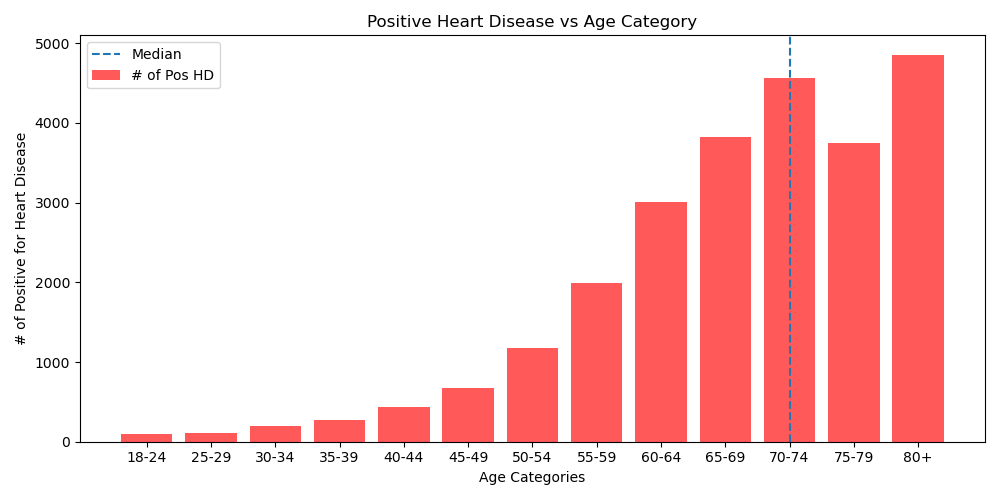 Positive Heart Disease vs Age Category
Median
# of Pos HD
# of Positive for Heart Disease
5000
4000
3000
2000
1000
0
18-24 25-29 30-34 35-39 40-44 45-49 50-54 55-59 60-64 65-69 70-74 75-79 80+
Age Categories